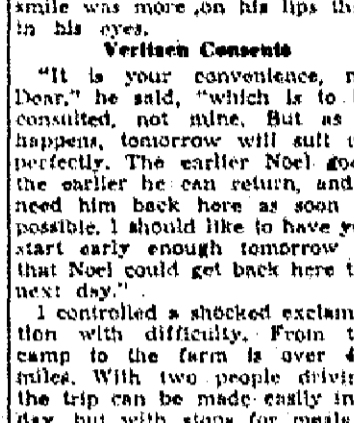 smile was more on his lips
in his eyes.
Verlisen Consents
"It is your convenience,
Dear," he said, "which is to
consulted, not mine. But as
happens, tomorrow will suit
perfectly. The earlier Noel
the earlier he can return, and
need him back here as soon
possible. I should like to have
start early enough tomorrow
that Noel could get back here
next day."
I controlled a shocked exclama-
tion with difficulty. From
camp to the farm is over
miles. With two people
the trip can be made easily in
day, but with stops for meals